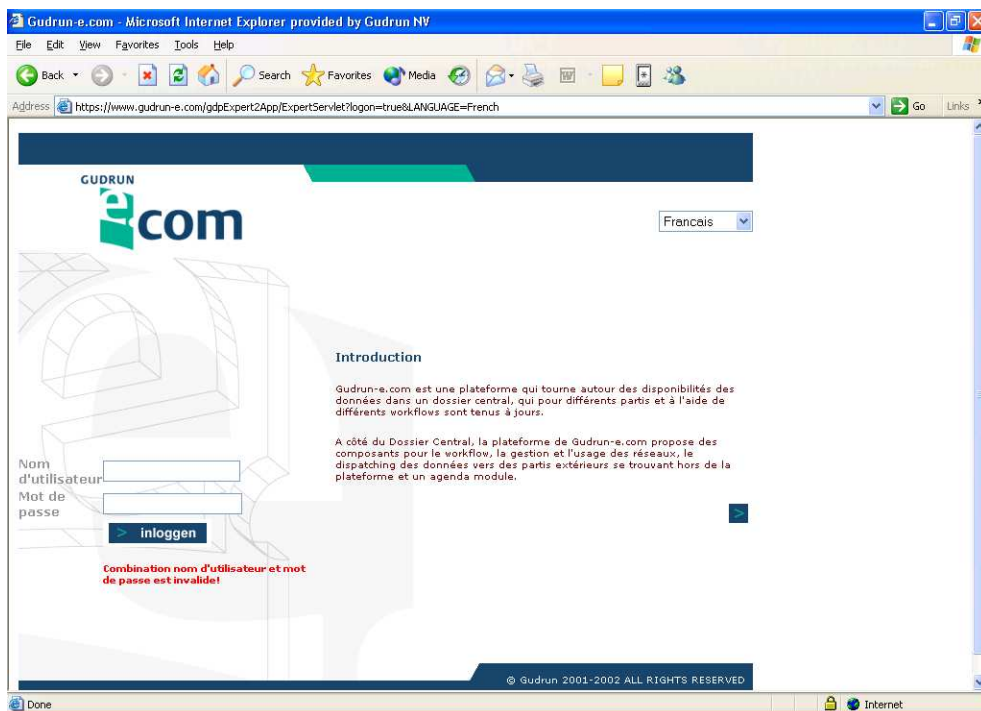 Gudrun-e.com - Microsoft Internet Explorer provided by Gudrun NV
File Edit View Favorites Tools Help
Back Search Favorites Media
Address https://www.gudrun-e.com/gdpExpert2App/ExpertServlet?logon=true&LANGUAGE=French Go Links
GUDRUN
e com
Francais
Introduction
Gudrun-e.com est une plateforme qui tourne autour des disponibilités des
données dans un dossier central, qui pour différents partis et à l'aide de
différents workflows sont tenus à jours.
A côté du Dossier Central, la plateforme de Gudrun-e.com propose des
composants pour le workflow, la gestion et l'usage des réseaux, le
dispatching des données vers des partis extérieurs se trouvant hors de la
plateforme et un agenda module.
Nom
d'utilisateur
Mot de
passe
> inloggen
>
Combination nom d'utilisateur et mot
de passe est invalide!
© Gudrun 2001-2002 ALL RIGHTS RESERVED
Done Internet